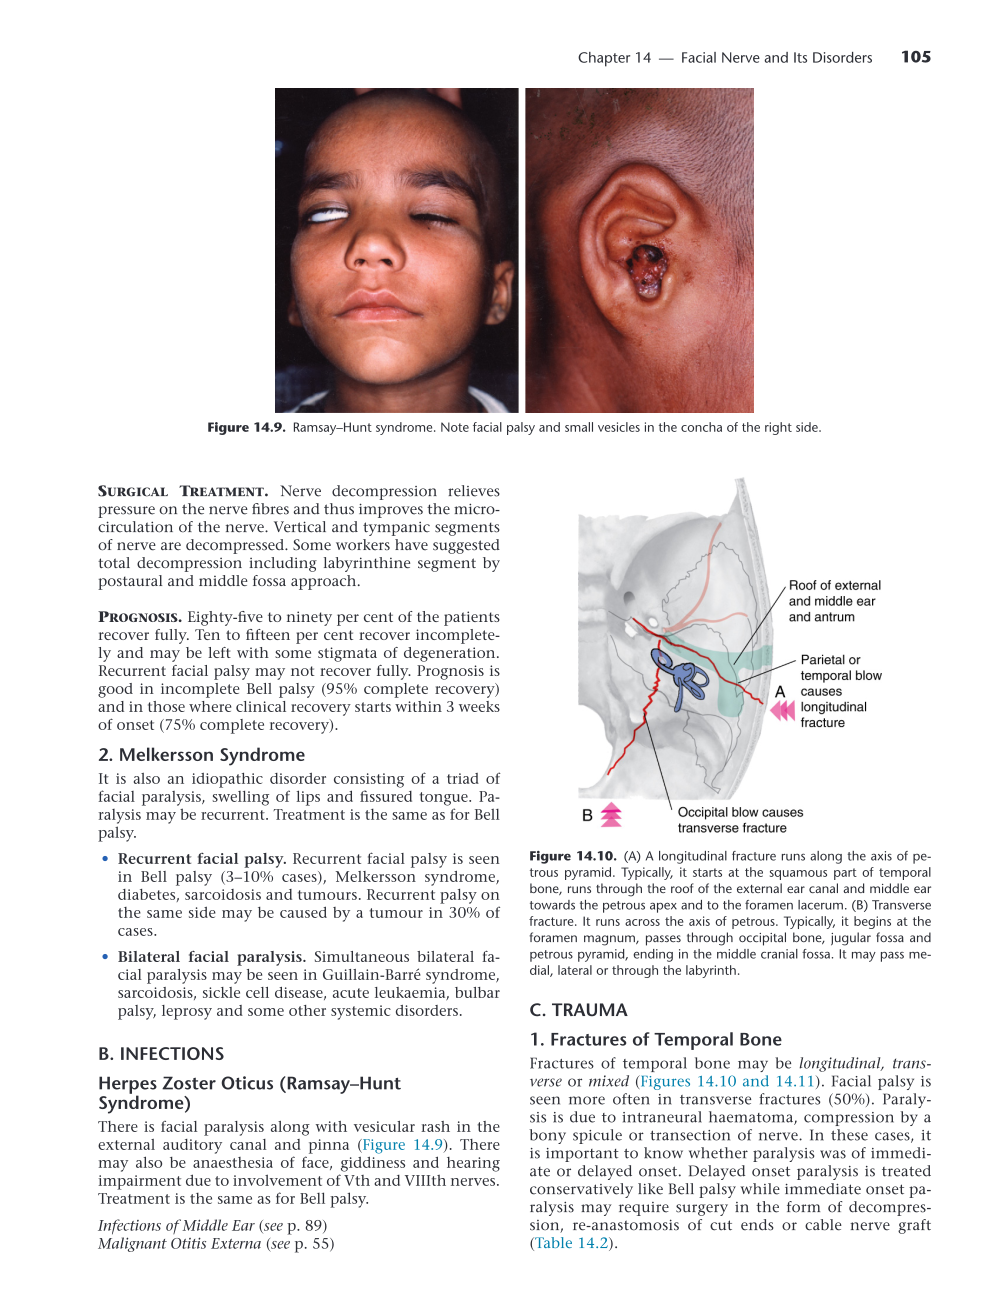 Chapter 14 — Facial Nerve and Its Disorders 105
Figure 14.9. Ramsay–Hunt syndrome. Note facial palsy and small vesicles in the concha of the right side.
SURGICAL TREATMENT. Nerve decompression relieves
pressure on the nerve fibres and thus improves the micro-
circulation of the nerve. Vertical and tympanic segments
of nerve are decompressed. Some workers have suggested
total decompression including labyrinthine segment by
postaural and middle fossa approach.
PROGNOSIS. Eighty-five to ninety per cent of the patients
recover fully. Ten to fifteen per cent recover incomplete-
ly and may be left with some stigmata of degeneration.
Recurrent facial palsy may not recover fully. Prognosis is
good in incomplete Bell palsy (95% complete recovery)
and in those where clinical recovery starts within 3 weeks
of onset (75% complete recovery).
2. Melkersson Syndrome
It is also an idiopathic disorder consisting of a triad of
facial paralysis, swelling of lips and fissured tongue. Pa-
ralysis may be recurrent. Treatment is the same as for Bell
palsy.
• Recurrent facial palsy. Recurrent facial palsy is seen
in Bell palsy (3–10% cases), Melkersson syndrome,
diabetes, sarcoidosis and tumours. Recurrent palsy on
the same side may be caused by a tumour in 30% of
cases.
• Bilateral facial paralysis. Simultaneous bilateral fa-
cial paralysis may be seen in Guillain-Barré syndrome,
sarcoidosis, sickle cell disease, acute leukaemia, bulbar
palsy, leprosy and some other systemic disorders.
B. INFECTIONS
Herpes Zoster Oticus (Ramsay–Hunt
Syndrome)
There is facial paralysis along with vesicular rash in the
external auditory canal and pinna (Figure 14.9). There
may also be anaesthesia of face, giddiness and hearing
impairment due to involvement of Vth and VIIIth nerves.
Treatment is the same as for Bell palsy.
Infections of Middle Ear (see p. 89)
Malignant Otitis Externa (see p. 55)
Roof of external
and middle ear
and antrum
Parietal or
temporal blow
A causes
longitudinal
fracture
B
Occipital blow causes
transverse fracture
Figure 14.10. (A) A longitudinal fracture runs along the axis of pe-
trous pyramid. Typically, it starts at the squamous part of temporal
bone, runs through the roof of the external ear canal and middle ear
towards the petrous apex and to the foramen lacerum. (B) Transverse
fracture. It runs across the axis of petrous. Typically, it begins at the
foramen magnum, passes through occipital bone, jugular fossa and
petrous pyramid, ending in the middle cranial fossa. It may pass me-
dial, lateral or through the labyrinth.
C. TRAUMA
1. Fractures of Temporal Bone
Fractures of temporal bone may be longitudinal, trans-
verse or mixed (Figures 14.10 and 14.11). Facial palsy is
seen more often in transverse fractures (50%). Paraly-
sis is due to intraneural haematoma, compression by a
bony spicule or transection of nerve. In these cases, it
is important to know whether paralysis was of immedi-
ate or delayed onset. Delayed onset paralysis is treated
conservatively like Bell palsy while immediate onset pa-
ralysis may require surgery in the form of decompres-
sion, re-anastomosis of cut ends or cable nerve graft
(Table 14.2).